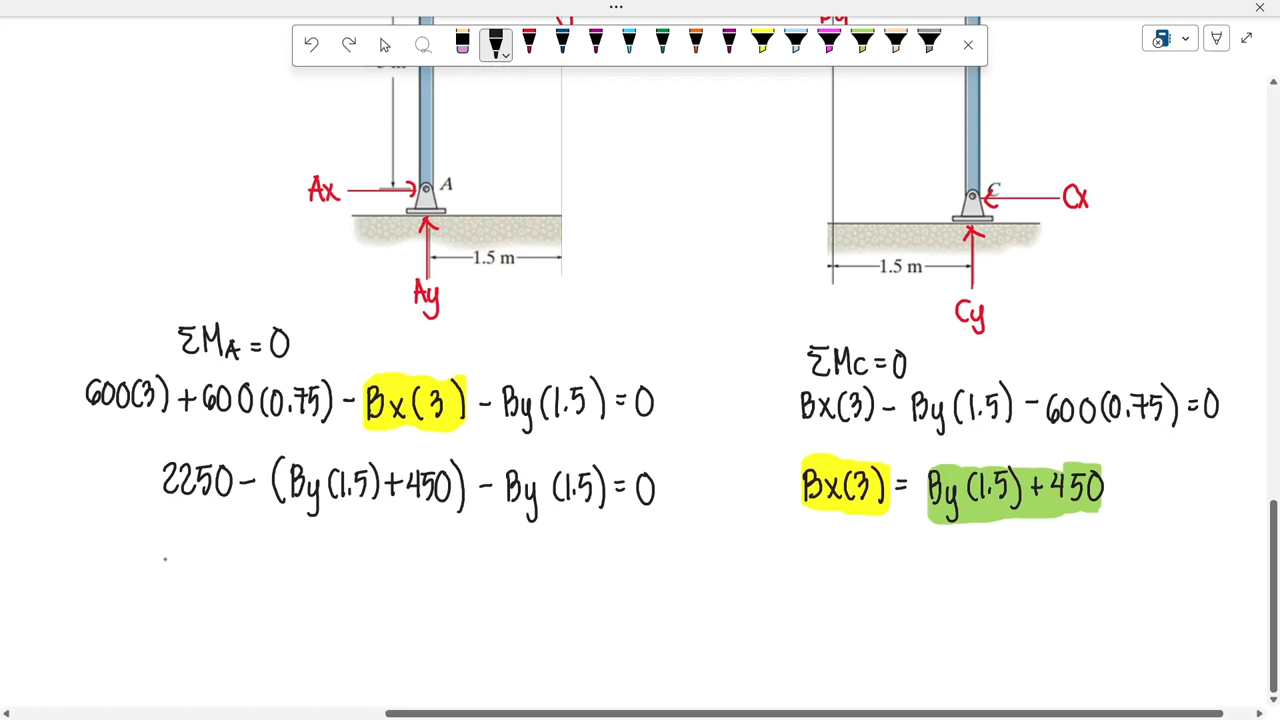 Ax
A
1.5 m
Ay
C
Cx
1.5 m
Cy
ΣMA = 0
600(3) + 600(0.75) - Bx(3) - By(1.5) = 0
2250 - (By(1.5) + 450) - By(1.5) = 0
ΣMc = 0
Bx(3) - By(1.5) - 600(0.75) = 0
Bx(3) = By(1.5) + 450